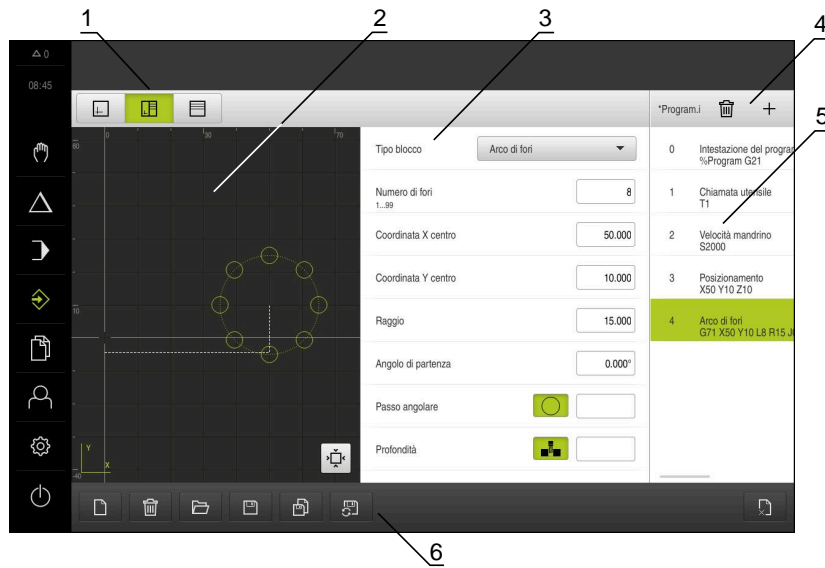 1
2
3
4
5
0
08:45
*Program.i
0
30
70
60
10
-40
Y
X
Tipo blocco
Arco di fori
Numero di fori
1...99
8
Coordinata X centro
50.000
Coordinata Y centro
10.000
Raggio
15.000
Angolo di partenza
0.000°
Passo angolare
Profondità
0
Intestazione del progra
%Program G21
1
Chiamata utensile
T1
2
Velocità mandrino
S2000
3
Posizionamento
X50 Y10 Z10
4
Arco di fori
G71 X50 Y10 L8 R15 J
6